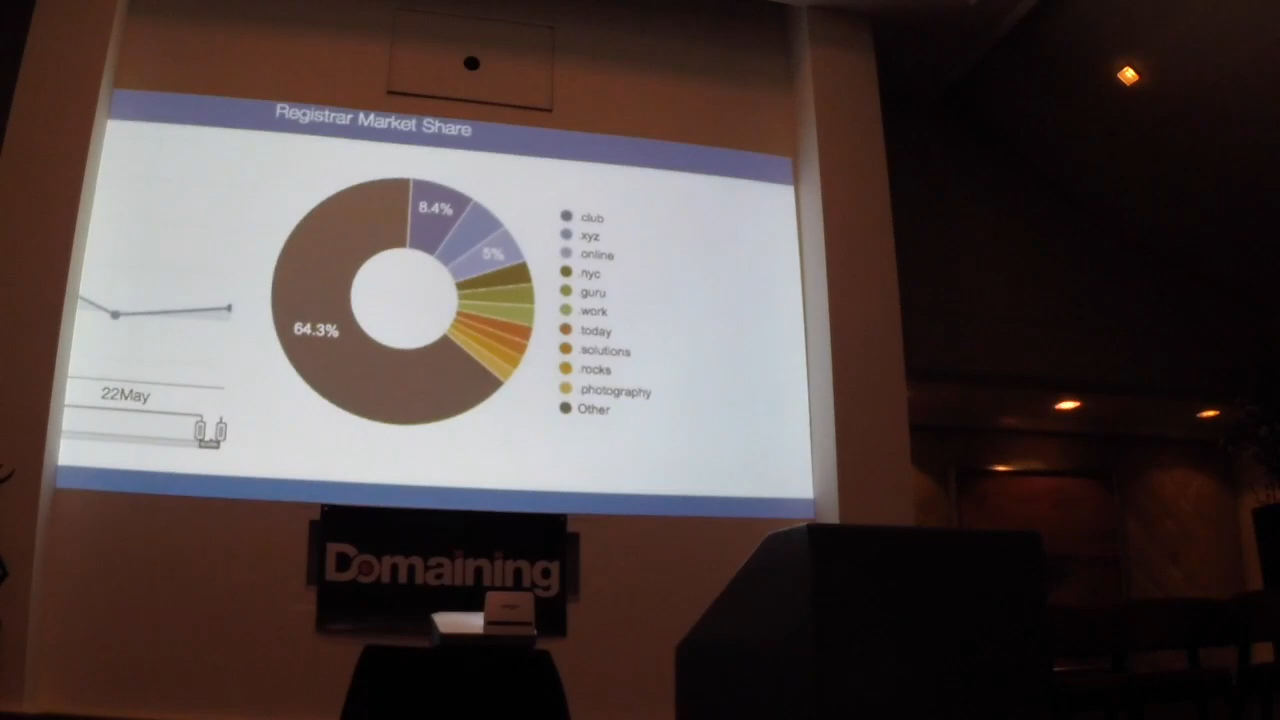 Registrar Market Share
8.4%
5%
64.3%
.club
.xyz
.online
.nyc
.guru
.work
.today
.solutions
.rocks
.photography
Other
22May
Domaining